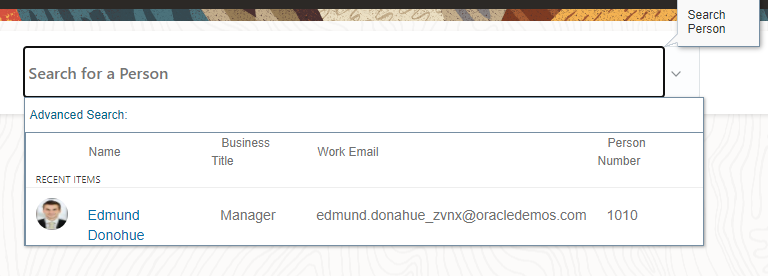 Search
Person
Search for a Person
Advanced Search:
Name Business Title Work Email Person Number
RECENT ITEMS
Edmund Donohue Manager edmund.donahue_zvnx@oracledemos.com 1010